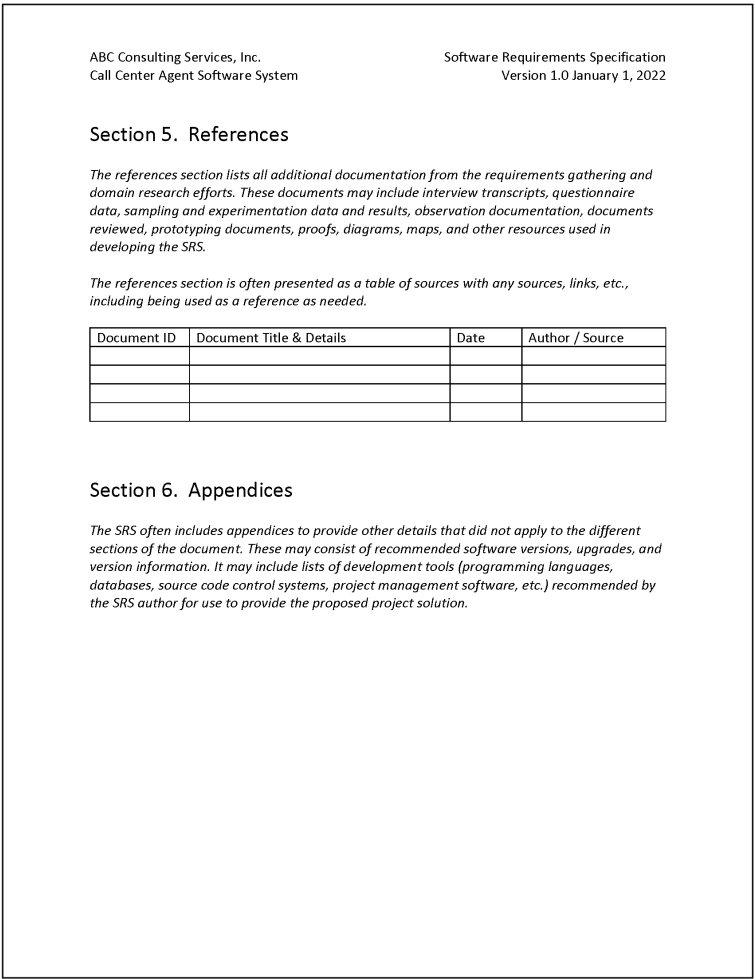 ABC Consulting Services, Inc. Software Requirements Specification
Call Center Agent Software System Version 1.0 January 1, 2022
Section 5. References
The references section lists all additional documentation from the requirements gathering and
domain research efforts. These documents may include interview transcripts, questionnaire
data, sampling and experimentation data and results, observation documentation, documents
reviewed, prototyping documents, proofs, diagrams, maps, and other resources used in
developing the SRS.
The references section is often presented as a table of sources with any sources, links, etc.,
including being used as a reference as needed.
Document ID Document Title & Details Date Author / Source
Section 6. Appendices
The SRS often includes appendices to provide other details that did not apply to the different
sections of the document. These may consist of recommended software versions, upgrades, and
version information. It may include lists of development tools (programming languages,
databases, source code control systems, project management software, etc.) recommended by
the SRS author for use to provide the proposed project solution.